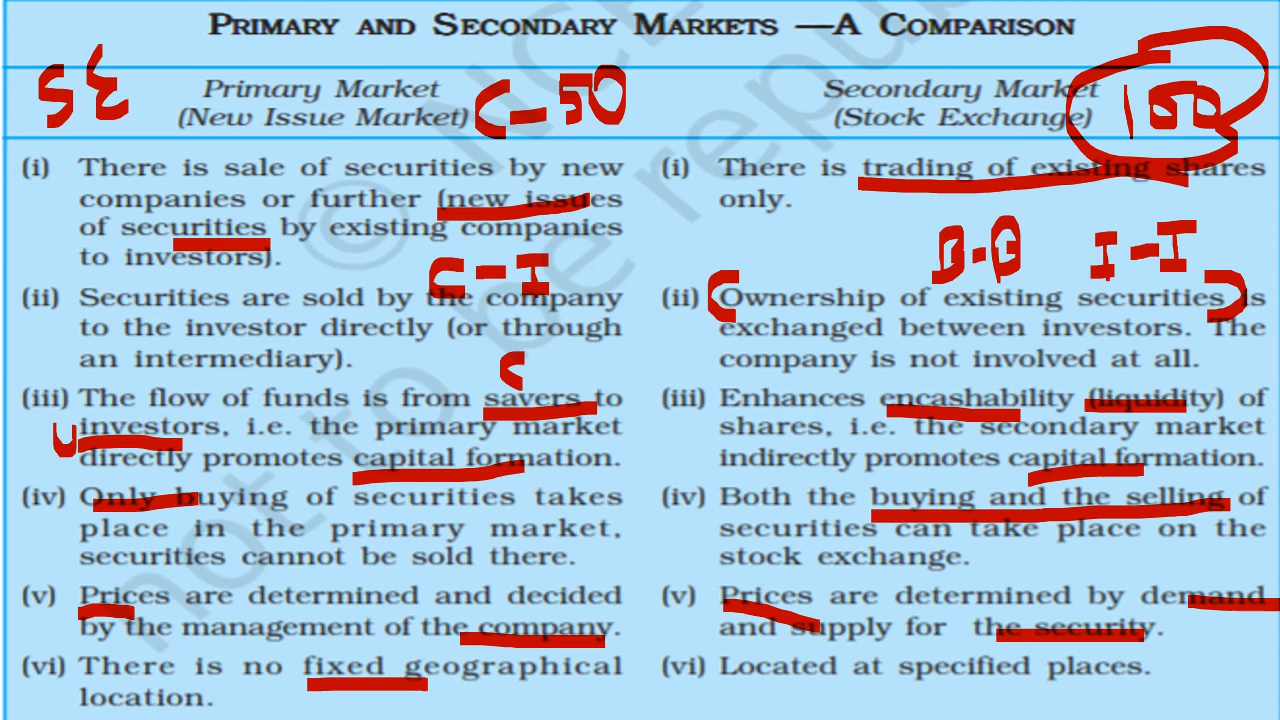 PRIMARY AND SECONDARY MARKETS —A COMPARISON
Primary Market
(New Issue Market)
C-50
Secondary Market
(Stock Exchange)
100
(i) There is sale of securities by new
companies or further (new issues
of securities by existing companies
to investors).
(ii) Securities are sold by the company
to the investor directly (or through
an intermediary).
C-I
(iii) The flow of funds is from savers to
investors, i.e. the primary market
directly promotes capital formation.
(iv) Only buying of securities takes
place in the primary market,
securities cannot be sold there.
(v) Prices are determined and decided
by the management of the company.
(vi) There is no fixed geographical
location.
(i) There is trading of existing shares
only.
B-B I-I
(ii) Ownership of existing securities is
exchanged between investors. The
company is not involved at all.
(iii) Enhances encashability (liquidity) of
shares, i.e. the secondary market
indirectly promotes capital formation.
(iv) Both the buying and the selling of
securities can take place on the
stock exchange.
(v) Prices are determined by demand
and supply for the security.
(vi) Located at specified places.
© NCE
not to be repu